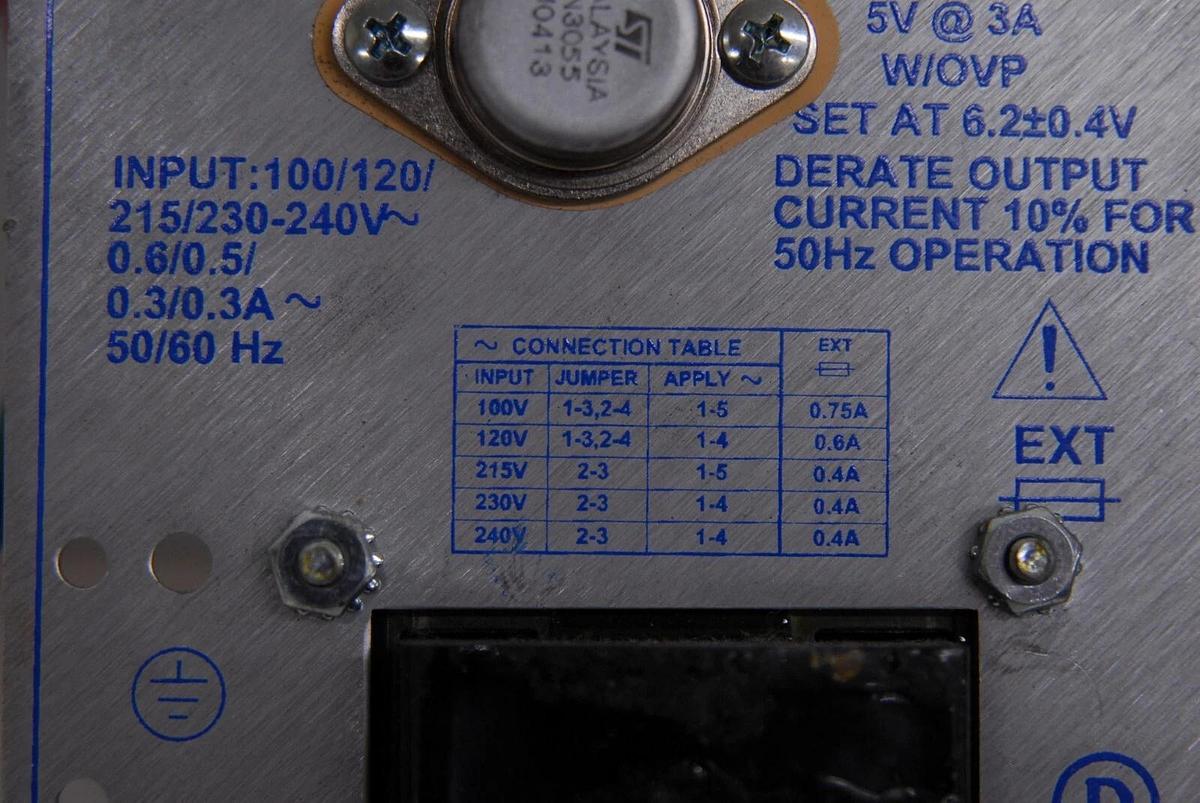 ST
ALAYSIA
N3055
0413
5V @ 3A
W/OVP
SET AT 6.2±0.4V
DERATE OUTPUT
CURRENT 10% FOR
50Hz OPERATION
INPUT:100/120/
215/230-240V~
0.6/0.5/
0.3/0.3A ~
50/60 Hz
~ CONNECTION TABLE EXT
INPUT JUMPER APPLY ~
100V 1-3,2-4 1-5 0.75A
120V 1-3,2-4 1-4 0.6A
215V 2-3 1-5 0.4A
230V 2-3 1-4 0.4A
240V 2-3 1-4 0.4A
!
EXT
D